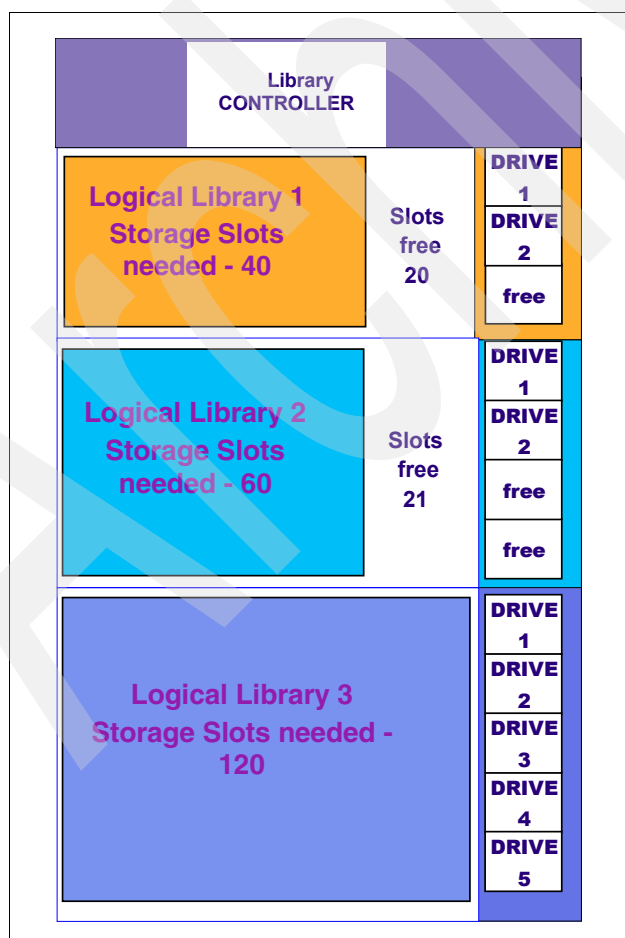 Library
CONTROLLER
Logical Library 1
Storage Slots
needed - 40
Slots
free
20
DRIVE
1
DRIVE
2
free
Logical Library 2
Storage Slots
needed - 60
Slots
free
21
DRIVE
1
DRIVE
2
free
free
Logical Library 3
Storage Slots needed -
120
DRIVE
1
DRIVE
2
DRIVE
3
DRIVE
4
DRIVE
5